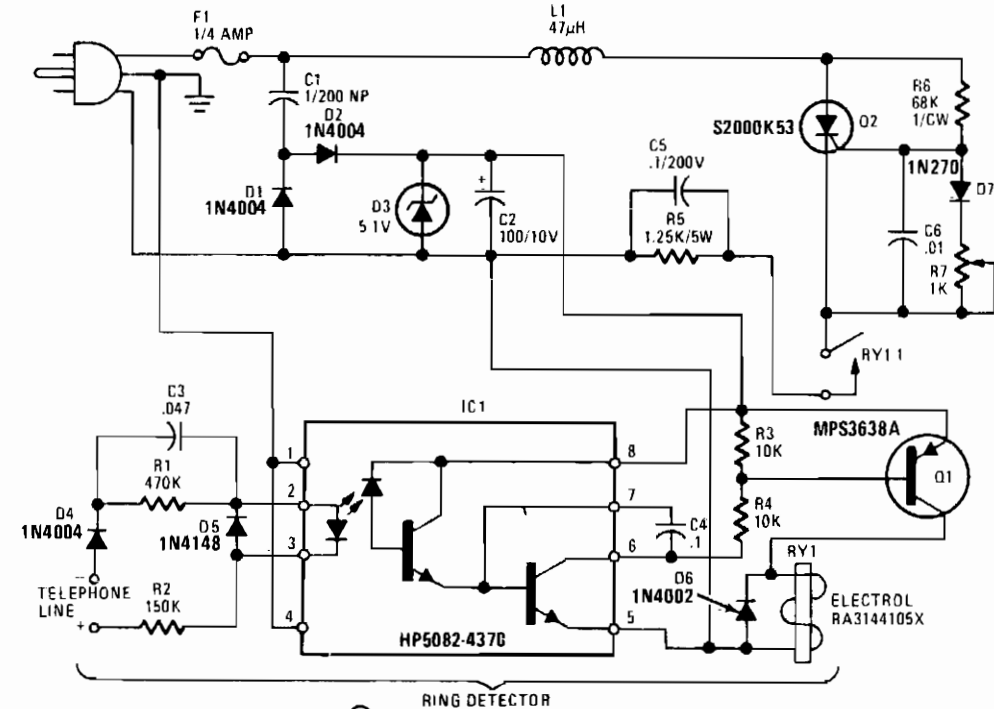 F1
1/4 AMP
L1
47µH
C1
1/200 NP
D2
1N4004
D1
1N4004
D3
5.1V
C2
100/10V
+
C5
.1/200V
R5
1.25K/5W
S2000K53
Q2
R6
68K
1/CW
1N270
D7
C6
.01
R7
1K
RY1 1
C3
.047
R1
470K
D4
1N4004
D5
1N4148
−
TELEPHONE
LINE
+
R2
150K
IC1
1
2
3
4
8
7
6
5
HP5082-4370
R3
10K
R4
10K
C4
.1
MPS3638A
Q1
D6
1N4002
RY1
ELECTROL
RA3144105X
RING DETECTOR